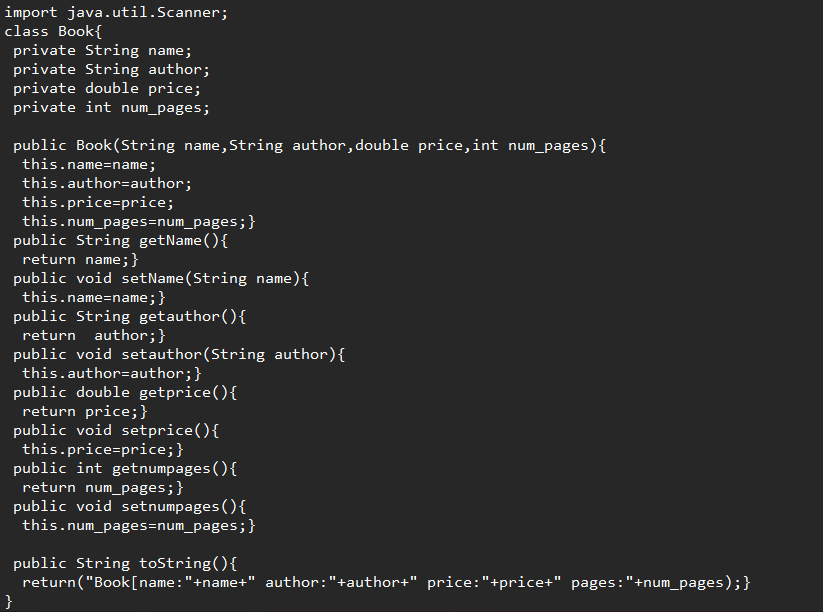 import java.util.Scanner;
class Book{
 private String name;
 private String author;
 private double price;
 private int num_pages;

 public Book(String name,String author,double price,int num_pages){
  this.name=name;
  this.author=author;
  this.price=price;
  this.num_pages=num_pages;}
 public String getName(){
  return name;}
 public void setName(String name){
  this.name=name;}
 public String getauthor(){
  return  author;}
 public void setauthor(String author){
  this.author=author;}
 public double getprice(){
  return price;}
 public void setprice(){
  this.price=price;}
 public int getnumpages(){
  return num_pages;}
 public void setnumpages(){
  this.num_pages=num_pages;}

 public String toString(){
  return("Book[name:"+name+" author:"+author+" price:"+price+" pages:"+num_pages);}
}